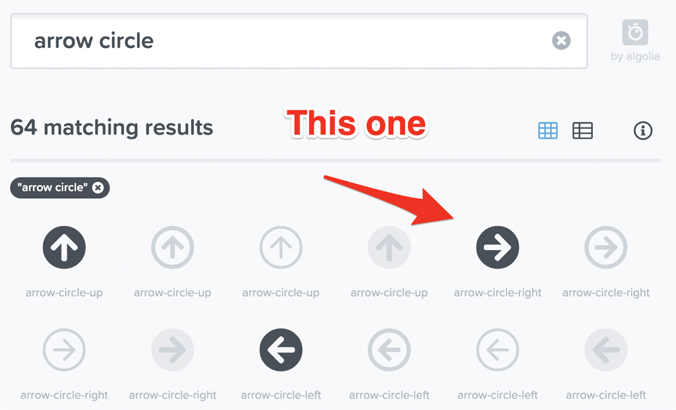 arrow circle
by algolia
64 matching results
This one
"arrow circle"
arrow-circle-up
arrow-circle-up
arrow-circle-up
arrow-circle-up
arrow-circle-right
arrow-circle-right
arrow-circle-right
arrow-circle-right
arrow-circle-left
arrow-circle-left
arrow-circle-left
arrow-circle-left